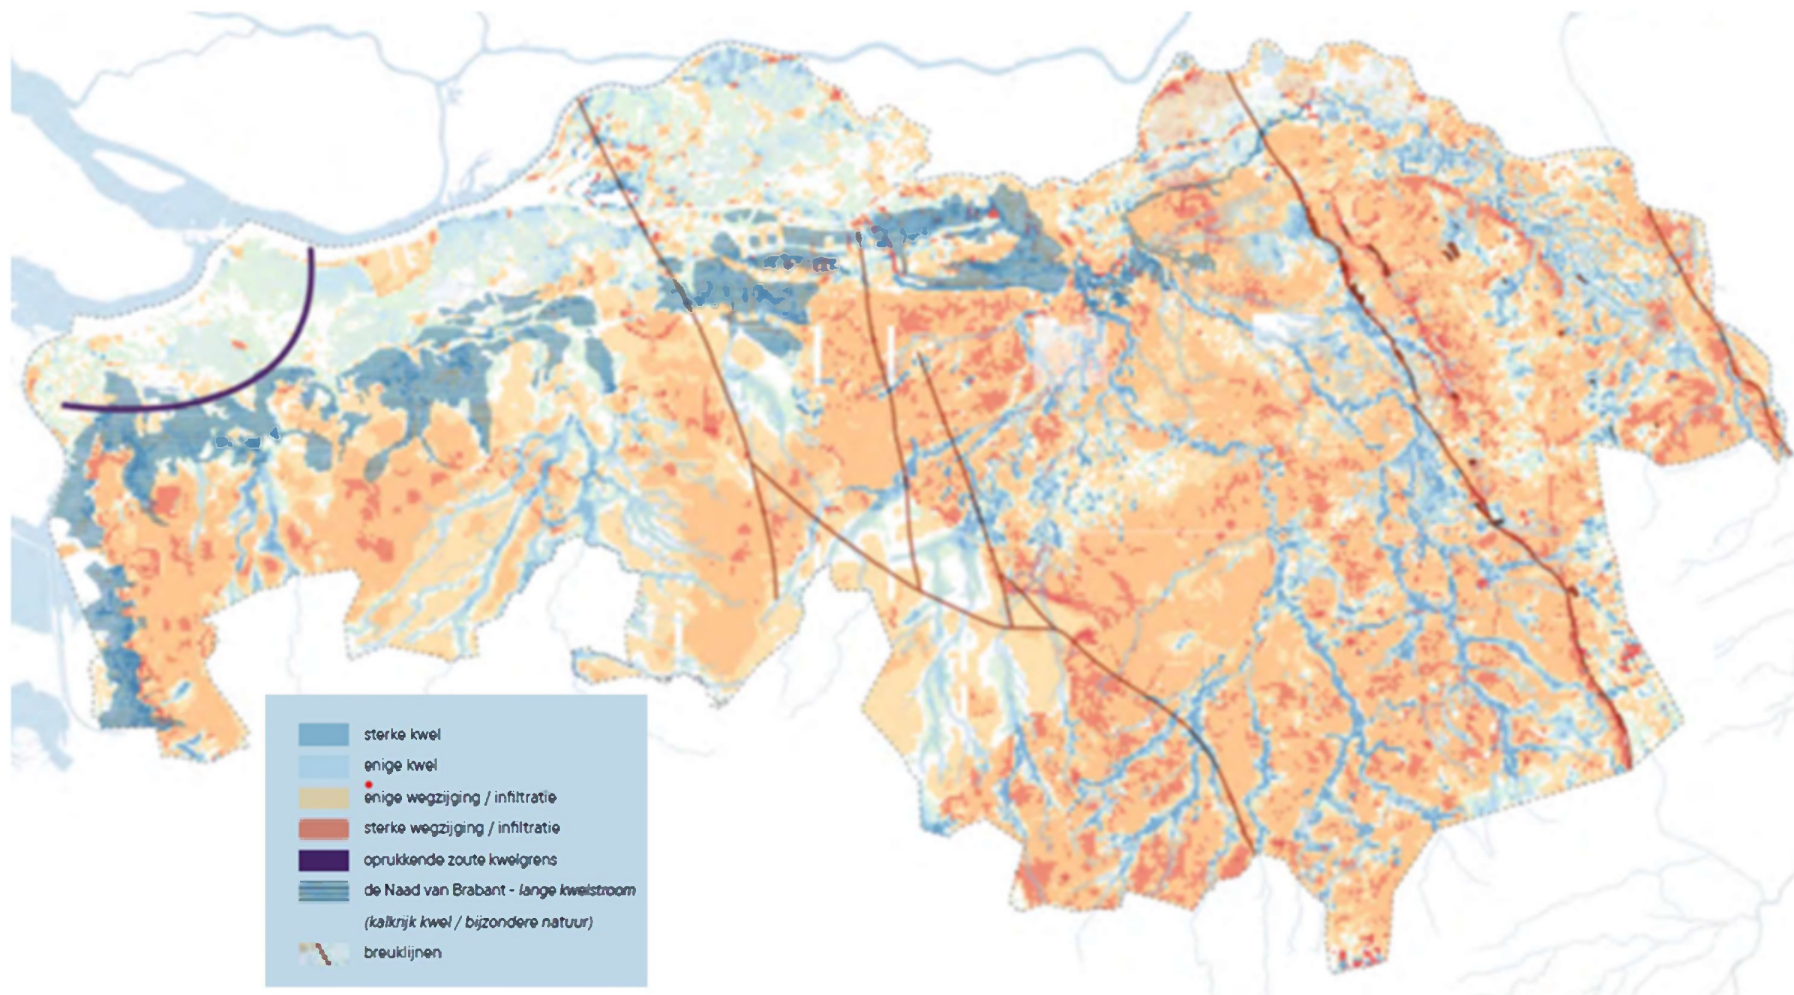 sterke kwel
enige kwel
enige wegzijging / infiltratie
sterke wegzijging / infiltratie
oprukkende zoute kwelgrens
de Naad van Brabant - lange kwelstroom
(kalkrijk kwel / bijzondere natuur)
breuklijnen